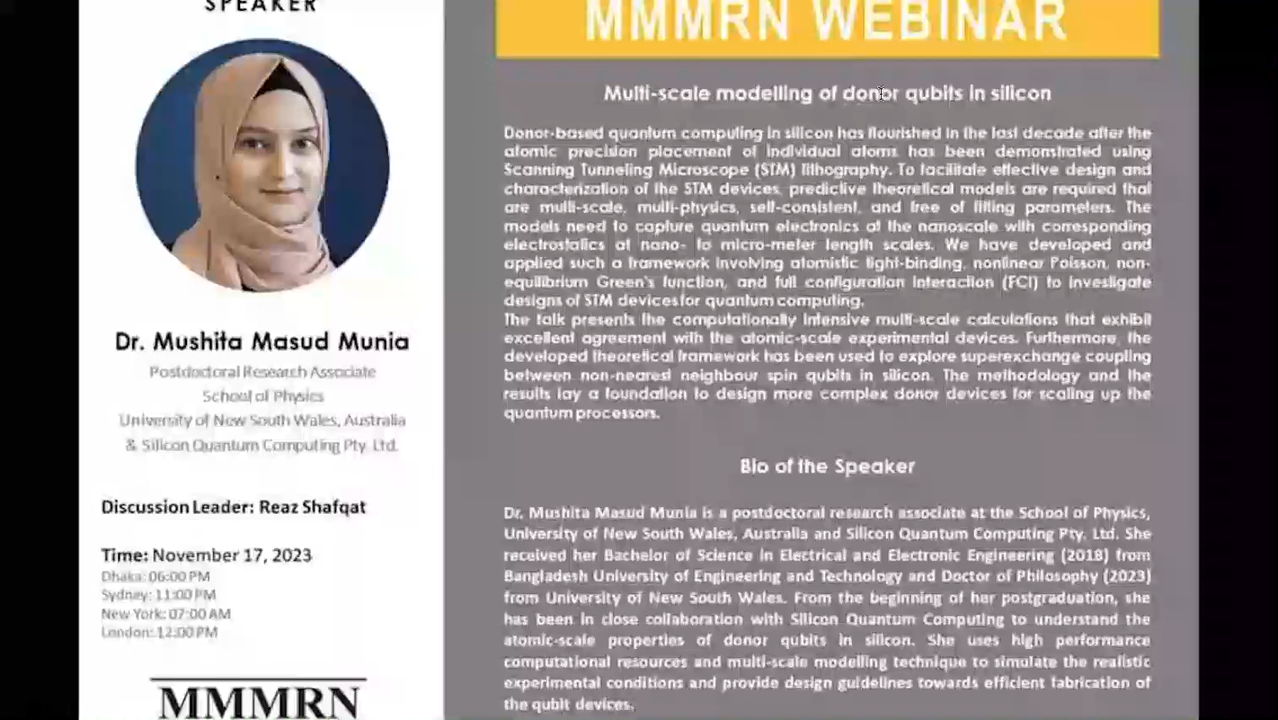 SPEAKER
Dr. Mushita Masud Munia
Postdoctoral Research Associate
School of Physics
University of New South Wales, Australia
& Silicon Quantum Computing Pty. Ltd.
Discussion Leader: Reaz Shafqat
Time: November 17, 2023
Dhaka: 06:00 PM
Sydney: 11:00 PM
New York: 07:00 AM
London: 12:00 PM
MMMRN
MMMRN WEBINAR
Multi-scale modelling of donor qubits in silicon
Donor-based quantum computing in silicon has flourished in the last decade after the
atomic precision placement of individual atoms has been demonstrated using
Scanning Tunneling Microscope (STM) lithography. To facilitate effective design and
characterization of the STM devices, predictive theoretical models are required that
are multi-scale, multi-physics, self-consistent, and free of fitting parameters. The
models need to capture quantum electronics at the nanoscale with corresponding
electrostatics at nano- to micro-meter length scales. We have developed and
applied such a framework involving atomistic tight-binding, nonlinear Poisson, non-
equilibrium Green's function, and full configuration interaction (FCI) to investigate
designs of STM devices for quantum computing.
The talk presents the computationally intensive multi-scale calculations that exhibit
excellent agreement with the atomic-scale experimental devices. Furthermore, the
developed theoretical framework has been used to explore superexchange coupling
between non-nearest neighbour spin qubits in silicon. The methodology and the
results lay a foundation to design more complex donor devices for scaling up the
quantum processors.
Bio of the Speaker
Dr. Mushita Masud Munia is a postdoctoral research associate at the School of Physics,
University of New South Wales, Australia and Silicon Quantum Computing Pty. Ltd. She
received her Bachelor of Science in Electrical and Electronic Engineering (2018) from
Bangladesh University of Engineering and Technology and Doctor of Philosophy (2023)
from University of New South Wales. From the beginning of her postgraduation, she
has been in close collaboration with Silicon Quantum Computing to understand the
atomic-scale properties of donor qubits in silicon. She uses high performance
computational resources and multi-scale modelling technique to simulate the realistic
experimental conditions and provide design guidelines towards efficient fabrication of
the qubit devices.